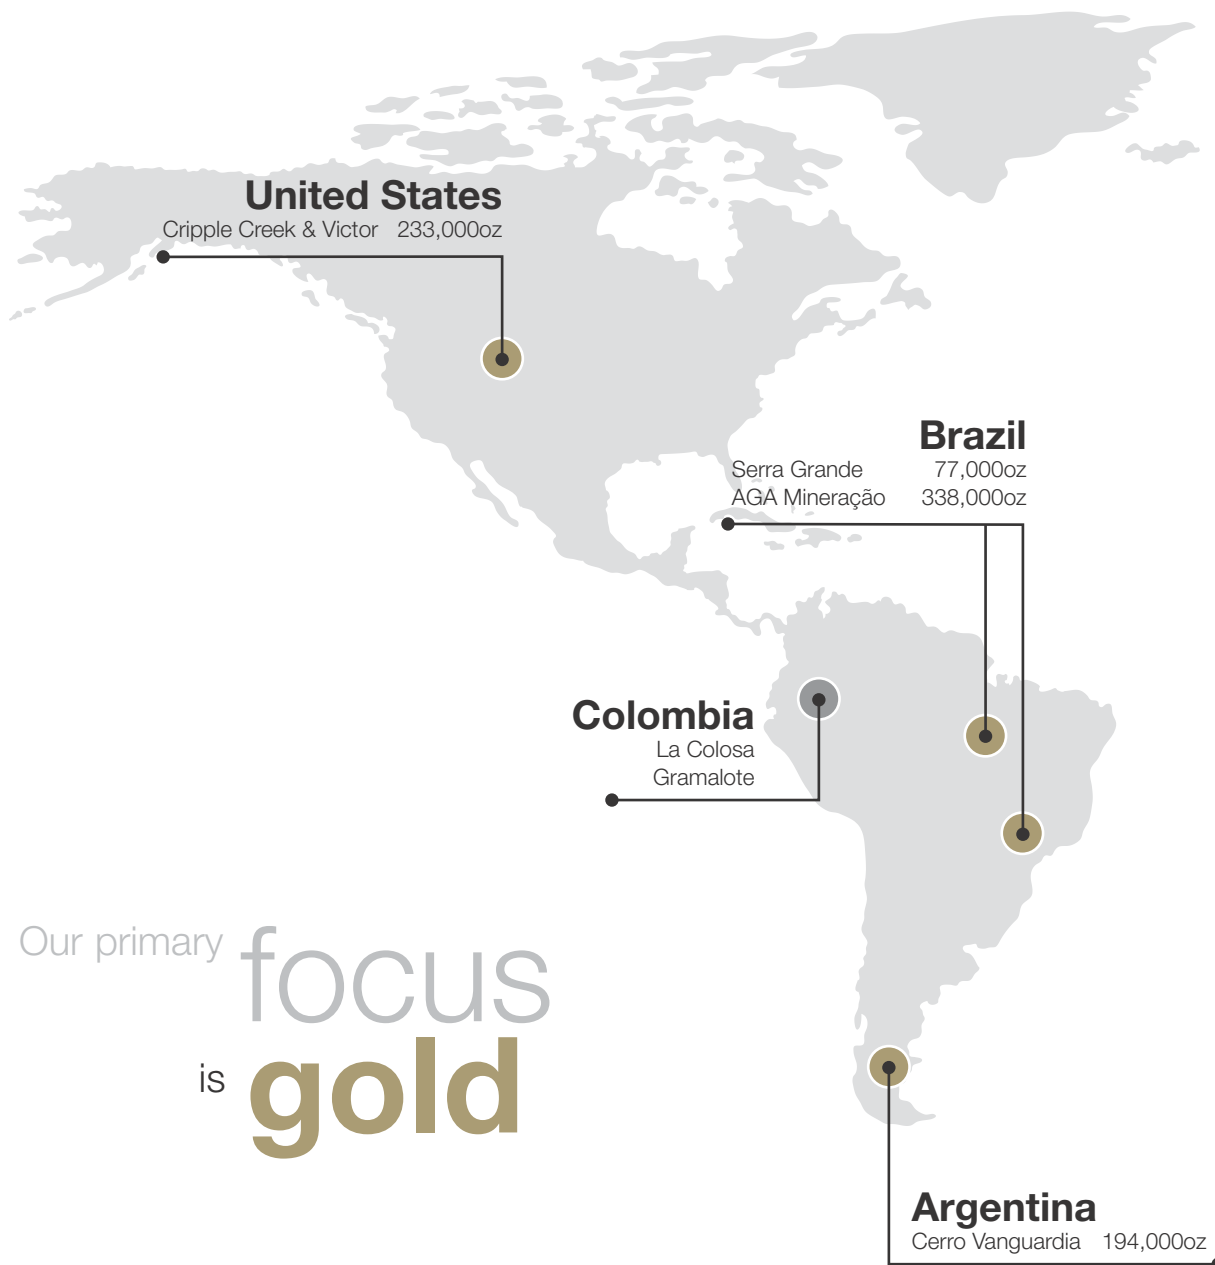 United States
Cripple Creek & Victor 233,000oz
Brazil
Serra Grande 77,000oz
AGA Mineração 338,000oz
Colombia
La Colosa
Gramalote
Our primary focus
is gold
Argentina
Cerro Vanguardia 194,000oz